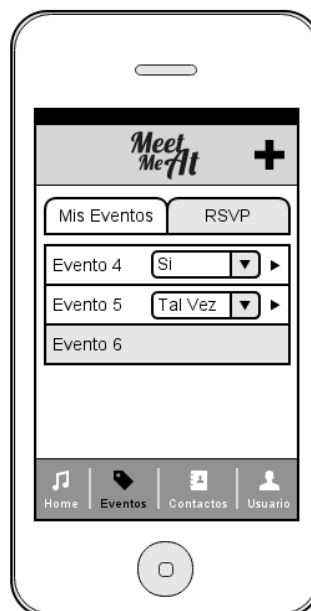 Meet
Me At
Mis Eventos RSVP
Evento 4 Si
Evento 5 Tal Vez
Evento 6
Home Eventos Contactos Usuario